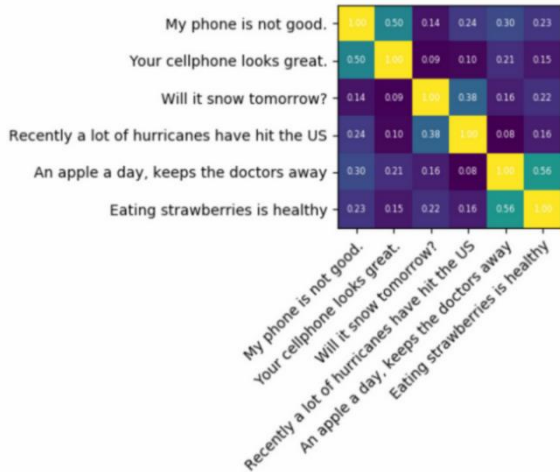 My phone is not good. 1.00 0.50 0.14 0.24 0.30 0.23
Your cellphone looks great. 0.50 1.00 0.09 0.10 0.21 0.15
Will it snow tomorrow? 0.14 0.09 1.00 0.38 0.16 0.22
Recently a lot of hurricanes have hit the US 0.24 0.10 0.38 1.00 0.08 0.16
An apple a day, keeps the doctors away 0.30 0.21 0.16 0.08 1.00 0.56
Eating strawberries is healthy 0.23 0.15 0.22 0.16 0.56 1.00
My phone is not good.
Your cellphone looks great.
Will it snow tomorrow?
Recently a lot of hurricanes have hit the US
An apple a day, keeps the doctors away
Eating strawberries is healthy